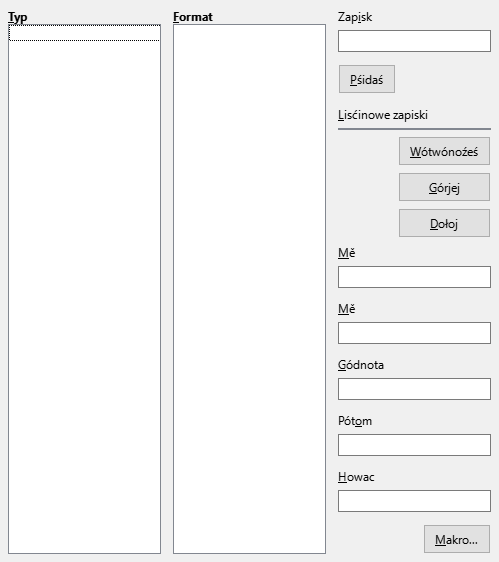 Typ
Format
Zapisk
Pśidaś
Lisćinowe zapiski
Wótwónoźeś
Górjej
Dołoj
Mě
Mě
Gódnota
Pótom
Howac
Makro...